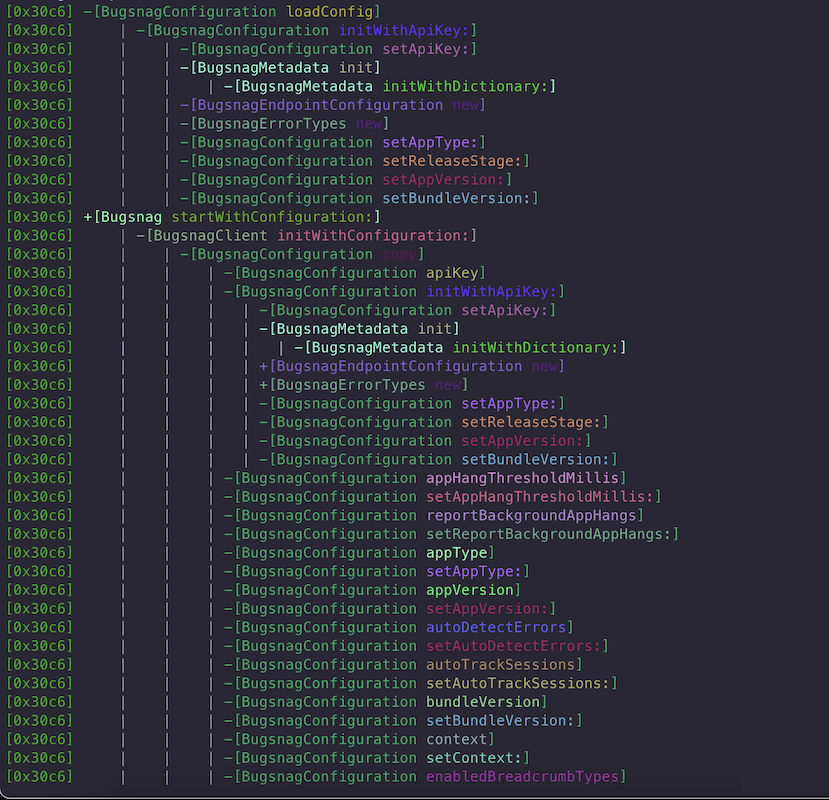 [0x30c6] -[BugsnagConfiguration loadConfig]
[0x30c6]     | -[BugsnagConfiguration initWithApiKey:]
[0x30c6]     |      | -[BugsnagConfiguration setApiKey:]
[0x30c6]     |      | -[BugsnagMetadata init]
[0x30c6]     |      |    | -[BugsnagMetadata initWithDictionary:]
[0x30c6]     |      | -[BugsnagEndpointConfiguration new]
[0x30c6]     |      | -[BugsnagErrorTypes new]
[0x30c6]     |      | -[BugsnagConfiguration setAppType:]
[0x30c6]     |      | -[BugsnagConfiguration setReleaseStage:]
[0x30c6]     |      | -[BugsnagConfiguration setAppVersion:]
[0x30c6]     |      | -[BugsnagConfiguration setBundleVersion:]
[0x30c6] +[Bugsnag startWithConfiguration:]
[0x30c6]     | -[BugsnagClient initWithConfiguration:]
[0x30c6]     |      | -[BugsnagConfiguration copy]
[0x30c6]     |      |    | -[BugsnagConfiguration apiKey]
[0x30c6]     |      |    | -[BugsnagConfiguration initWithApiKey:]
[0x30c6]     |      |    |    | -[BugsnagConfiguration setApiKey:]
[0x30c6]     |      |    |    | -[BugsnagMetadata init]
[0x30c6]     |      |    |    |    | -[BugsnagMetadata initWithDictionary:]
[0x30c6]     |      |    |    | +[BugsnagEndpointConfiguration new]
[0x30c6]     |      |    |    | +[BugsnagErrorTypes new]
[0x30c6]     |      |    |    | -[BugsnagConfiguration setAppType:]
[0x30c6]     |      |    |    | -[BugsnagConfiguration setReleaseStage:]
[0x30c6]     |      |    |    | -[BugsnagConfiguration setAppVersion:]
[0x30c6]     |      |    |    | -[BugsnagConfiguration setBundleVersion:]
[0x30c6]     |      |    | -[BugsnagConfiguration appHangThresholdMillis]
[0x30c6]     |      |    | -[BugsnagConfiguration setAppHangThresholdMillis:]
[0x30c6]     |      |    | -[BugsnagConfiguration reportBackgroundAppHangs]
[0x30c6]     |      |    | -[BugsnagConfiguration setReportBackgroundAppHangs:]
[0x30c6]     |      |    | -[BugsnagConfiguration appType]
[0x30c6]     |      |    | -[BugsnagConfiguration setAppType:]
[0x30c6]     |      |    | -[BugsnagConfiguration appVersion]
[0x30c6]     |      |    | -[BugsnagConfiguration setAppVersion:]
[0x30c6]     |      |    | -[BugsnagConfiguration autoDetectErrors]
[0x30c6]     |      |    | -[BugsnagConfiguration setAutoDetectErrors:]
[0x30c6]     |      |    | -[BugsnagConfiguration autoTrackSessions]
[0x30c6]     |      |    | -[BugsnagConfiguration setAutoTrackSessions:]
[0x30c6]     |      |    | -[BugsnagConfiguration bundleVersion]
[0x30c6]     |      |    | -[BugsnagConfiguration setBundleVersion:]
[0x30c6]     |      |    | -[BugsnagConfiguration context]
[0x30c6]     |      |    | -[BugsnagConfiguration setContext:]
[0x30c6]     |      |    | -[BugsnagConfiguration enabledBreadcrumbTypes]